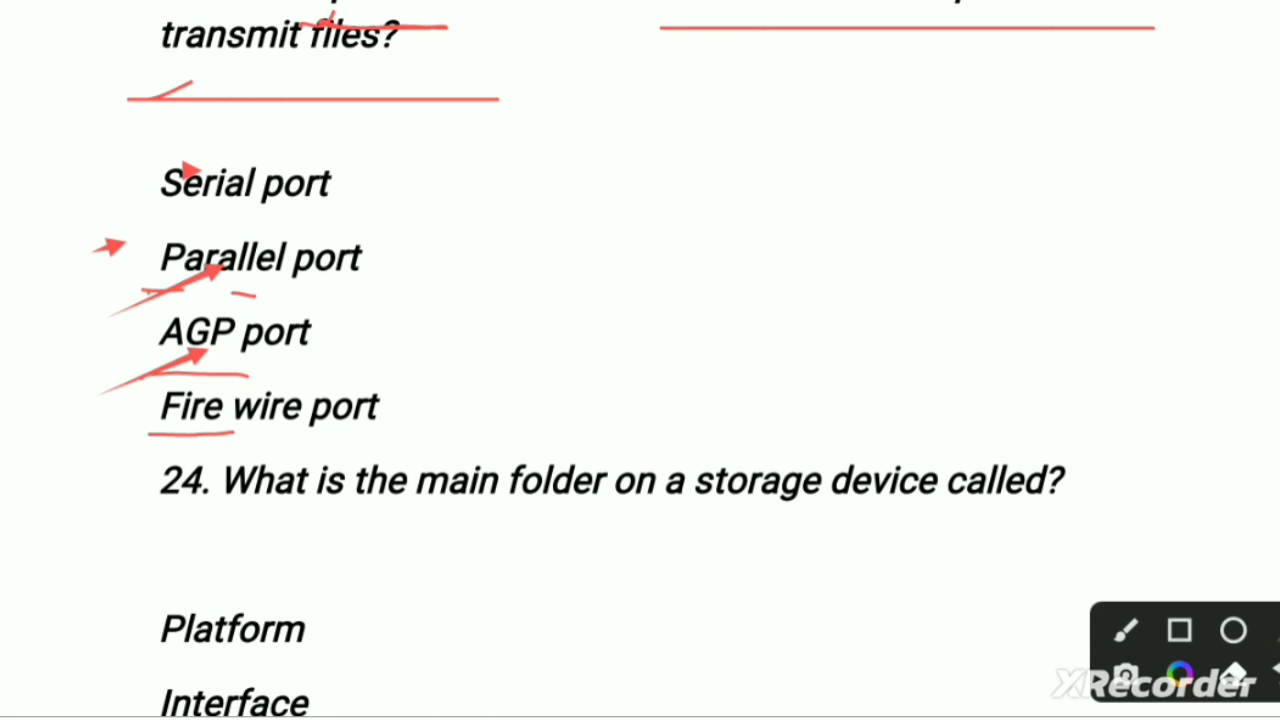 transmit files?
Serial port
Parallel port
AGP port
Fire wire port
24. What is the main folder on a storage device called?
Platform
Interface
XRecorder